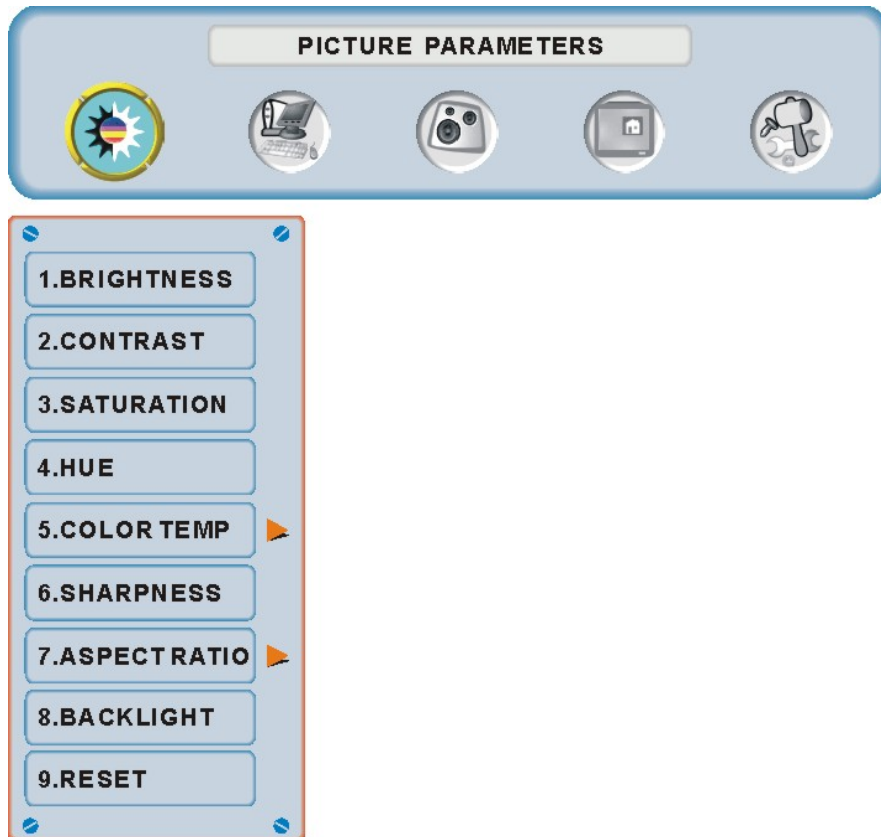 PICTURE PARAMETERS
1.BRIGHTNESS
2.CONTRAST
3.SATURATION
4.HUE
5.COLOR TEMP
6.SHARPNESS
7.ASPECT RATIO
8.BACKLIGHT
9.RESET